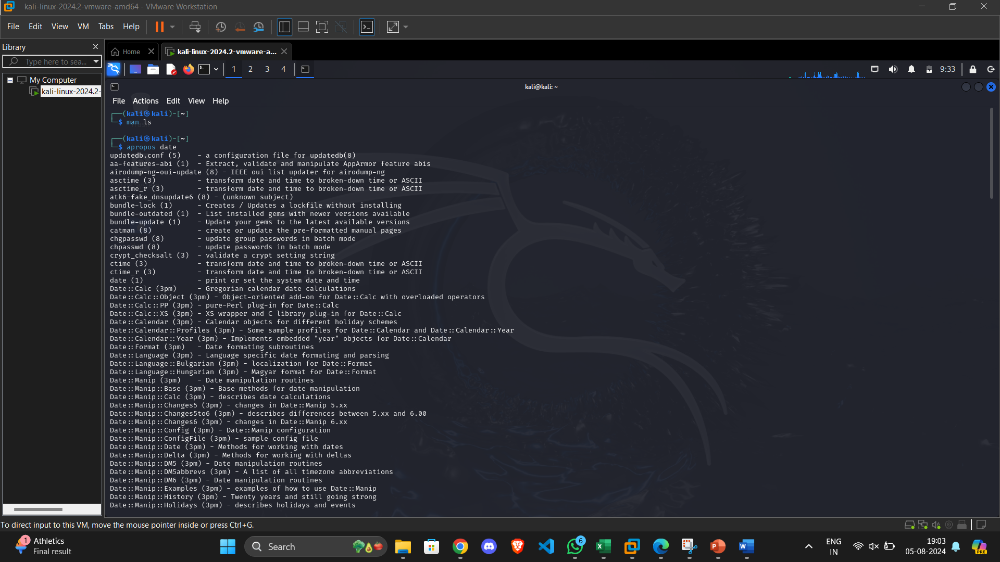 kali-linux-2024.2-vmware-amd64 - VMware Workstation
File Edit View VM Tabs Help
Library
Type here to sea...
My Computer
kali-linux-2024.2-
Home
kali-linux-2024.2-vmware-a...
1 2 3 4
9:33
kali@kali: ~
File Actions Edit View Help
┌──(kali㉿kali)-[~]
└─$ man ls
┌──(kali㉿kali)-[~]
└─$ apropos date
updatedb.conf (5)    - a configuration file for updatedb(8)
aa-features-abi (1)  - Extract, validate and manipulate AppArmor feature abis
airodump-ng-oui-update (8) - IEEE oui list updater for airodump-ng
asctime (3)          - transform date and time to broken-down time or ASCII
asctime_r (3)        - transform date and time to broken-down time or ASCII
atk6-fake_dnsupdate6 (8) - (unknown subject)
bundle-lock (1)      - Creates / Updates a lockfile without installing
bundle-outdated (1)  - List installed gems with newer versions available
bundle-update (1)    - Update your gems to the latest available versions
catman (8)           - create or update the pre-formatted manual pages
chgpasswd (8)        - update group passwords in batch mode
chpasswd (8)         - update passwords in batch mode
crypt_checksalt (3)  - validate a crypt setting string
ctime (3)            - transform date and time to broken-down time or ASCII
ctime_r (3)          - transform date and time to broken-down time or ASCII
date (1)             - print or set the system date and time
Date::Calc (3pm)     - Gregorian calendar date calculations
Date::Calc::Object (3pm) - Object-oriented add-on for Date::Calc with overloaded operators
Date::Calc::PP (3pm) - pure-Perl plug-in for Date::Calc
Date::Calc::XS (3pm) - XS wrapper and C library plug-in for Date::Calc
Date::Calendar (3pm) - Calendar objects for different holiday schemes
Date::Calendar::Profiles (3pm) - Some sample profiles for Date::Calendar and Date::Calendar::Year
Date::Calendar::Year (3pm) - Implements embedded "year" objects for Date::Calendar
Date::Format (3pm)   - Date formating subroutines
Date::Language (3pm) - Language specific date formating and parsing
Date::Language::Bulgarian (3pm) - localization for Date::Format
Date::Language::Hungarian (3pm) - Magyar format for Date::Format
Date::Manip (3pm)    - Date manipulation routines
Date::Manip::Base (3pm) - Base methods for date manipulation
Date::Manip::Calc (3pm) - describes date calculations
Date::Manip::Changes5 (3pm) - changes in Date::Manip 5.xx
Date::Manip::Changes5to6 (3pm) - describes differences between 5.xx and 6.00
Date::Manip::Changes6 (3pm) - changes in Date::Manip 6.xx
Date::Manip::Config (3pm) - Date::Manip configuration
Date::Manip::ConfigFile (3pm) - sample config file
Date::Manip::Date (3pm) - Methods for working with dates
Date::Manip::Delta (3pm) - Methods for working with deltas
Date::Manip::DM5 (3pm) - Date manipulation routines
Date::Manip::DM5abbrevs (3pm) - A list of all timezone abbreviations
Date::Manip::DM6 (3pm) - Date manipulation routines
Date::Manip::Examples (3pm) - examples of how to use Date::Manip
Date::Manip::History (3pm) - Twenty years and still going strong
Date::Manip::Holidays (3pm) - describes holidays and events
To direct input to this VM, move the mouse pointer inside or press Ctrl+G.
1
Athletics
Final result
Search
6
ENG
IN
19:03
05-08-2024
PRE